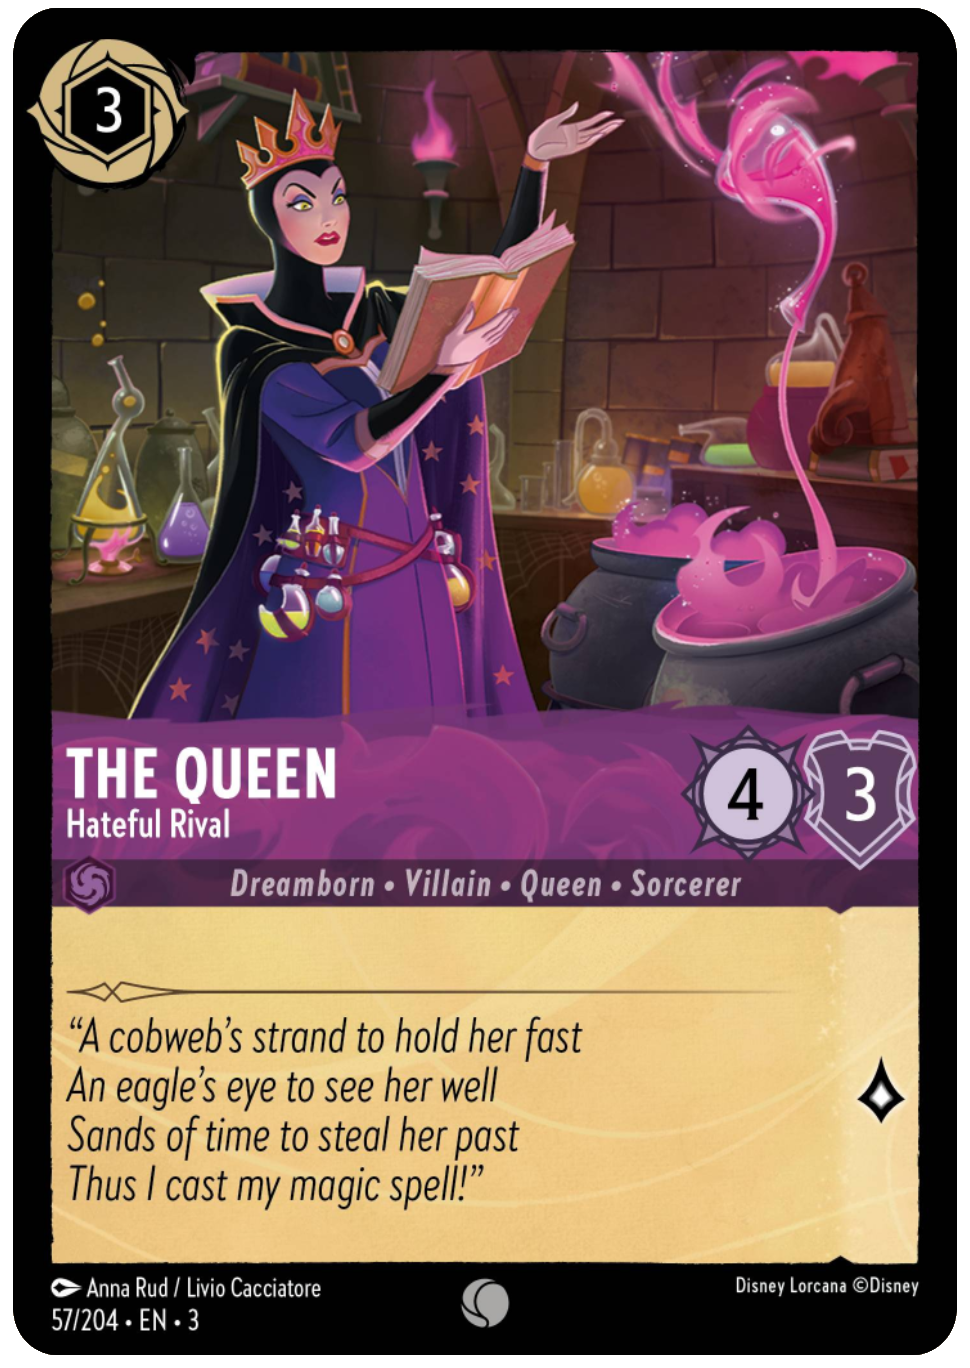 3
THE QUEEN
Hateful Rival
4 3
Dreamborn • Villain • Queen • Sorcerer
“A cobweb’s strand to hold her fast
An eagle’s eye to see her well
Sands of time to steal her past
Thus I cast my magic spell!”
Anna Rud / Livio Cacciatore
Disney Lorcana ©Disney
57/204 • EN • 3